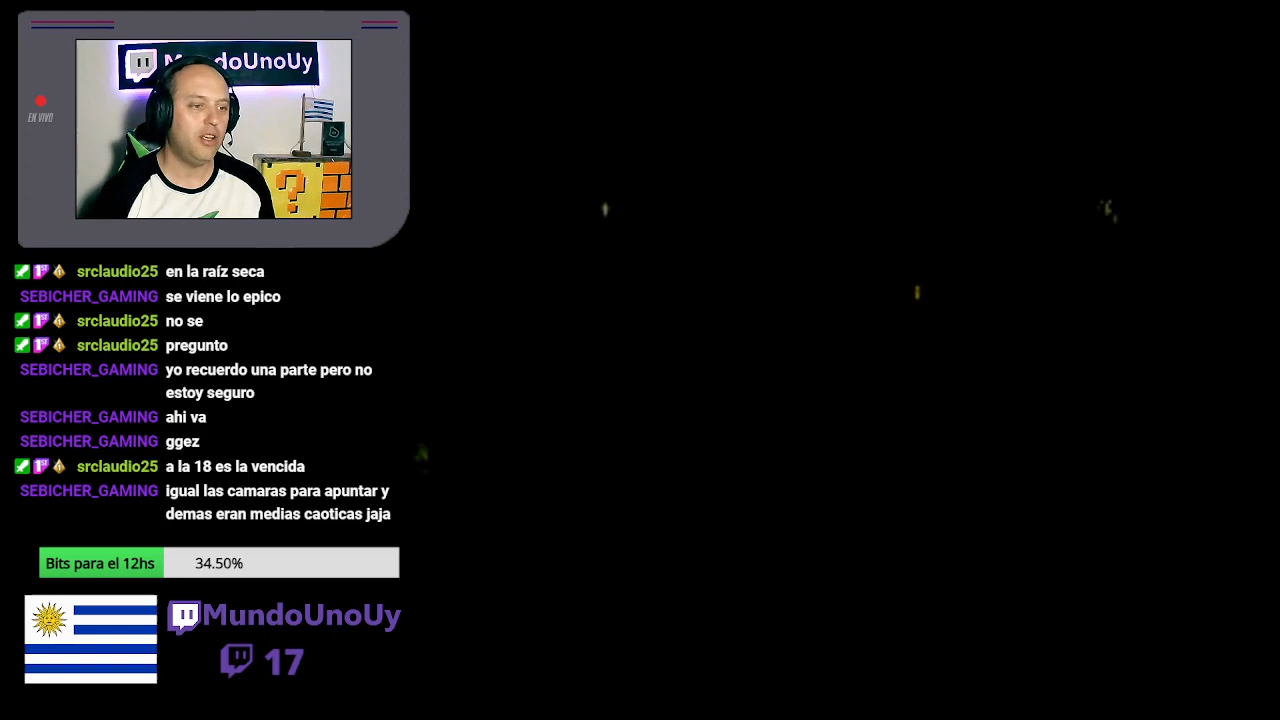 M doUnoUy
EN VIVO
?
srclaudio25 en la raíz seca
SEBICHER_GAMING se viene lo epico
srclaudio25 no se
srclaudio25 pregunto
SEBICHER_GAMING yo recuerdo una parte pero no
estoy seguro
SEBICHER_GAMING ahi va
SEBICHER_GAMING ggez
srclaudio25 a la 18 es la vencida
SEBICHER_GAMING igual las camaras para apuntar y
demas eran medias caoticas jaja
Bits para el 12hs 34.50%
MundoUnoUy
17